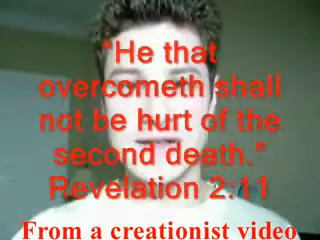 "He that
overcometh shall
not be hurt of the
second death."
Revelation 2:11
From a creationist video